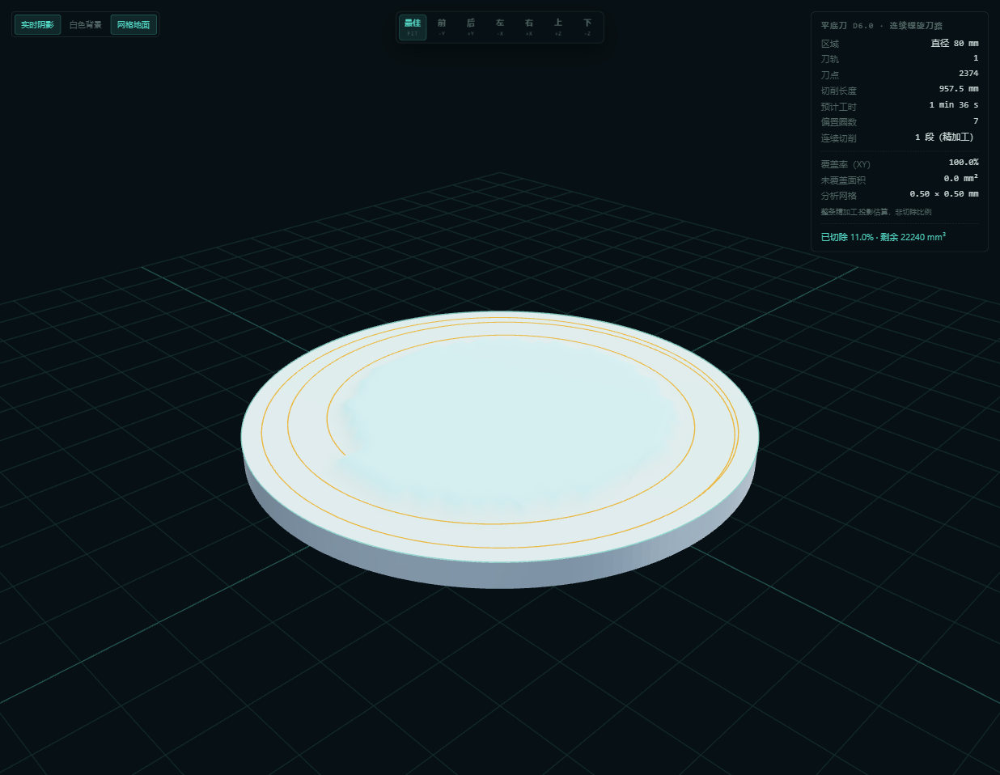 实时阴影 白色背景 网格地面
最佳 前 后 左 右 上 下
FIT -Y +Y -X +X +Z -Z
平底刀 D6.0 · 连续螺旋刀路
区域 直径 80 mm
刀轨 1
刀点 2374
切削长度 957.5 mm
预计工时 1 min 36 s
偏置圈数 7
连续切削 1 段（精加工）
覆盖率（XY） 100.0%
未覆盖面积 0.0 mm²
分析网格 0.50 × 0.50 mm
整条精加工投影估算，非切除比例
已切除 11.0% · 剩余 22240 mm³